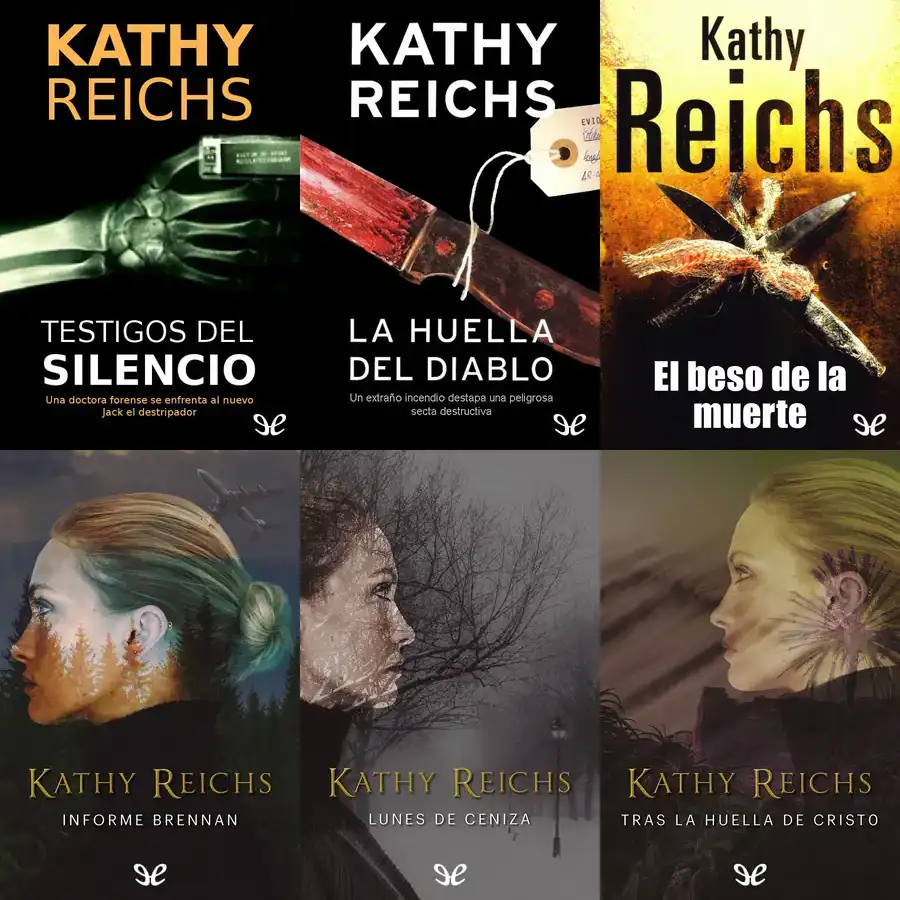 KATHY
REICHS
TESTIGOS DEL
SILENCIO
Una doctora forense se enfrenta al nuevo
Jack el destripador
KATHY
REICHS
LA HUELLA
DEL DIABLO
Un extraño incendio destapa una peligrosa
secta destructiva
Kathy
Reichs
El beso de la
muerte
KATHY REICHS
INFORME BRENNAN
KATHY REICHS
LUNES DE CENIZA
KATHY REICHS
TRAS LA HUELLA DE CRISTO